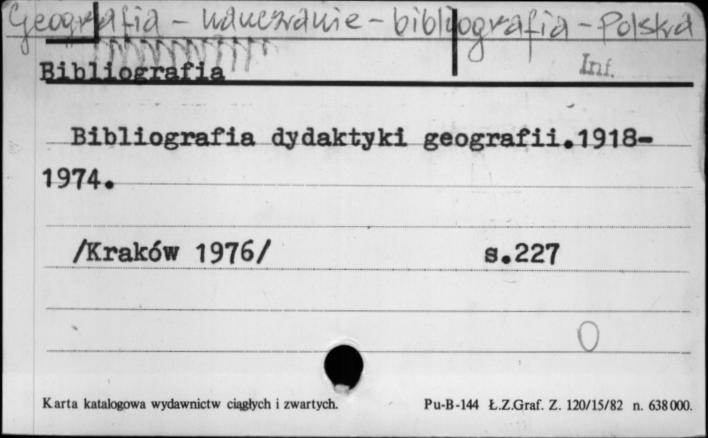 Geografia - nauczanie - bibliografia - Polska
Bibliografia
Inf.
Bibliografia dydaktyki geografii.1918-
1974.
/Kraków 1976/ s.227
O
Karta katalogowa wydawnictw ciągłych i zwartych. Pu-B-144 Ł.Z.Graf. Z. 120/15/82 n. 638000.